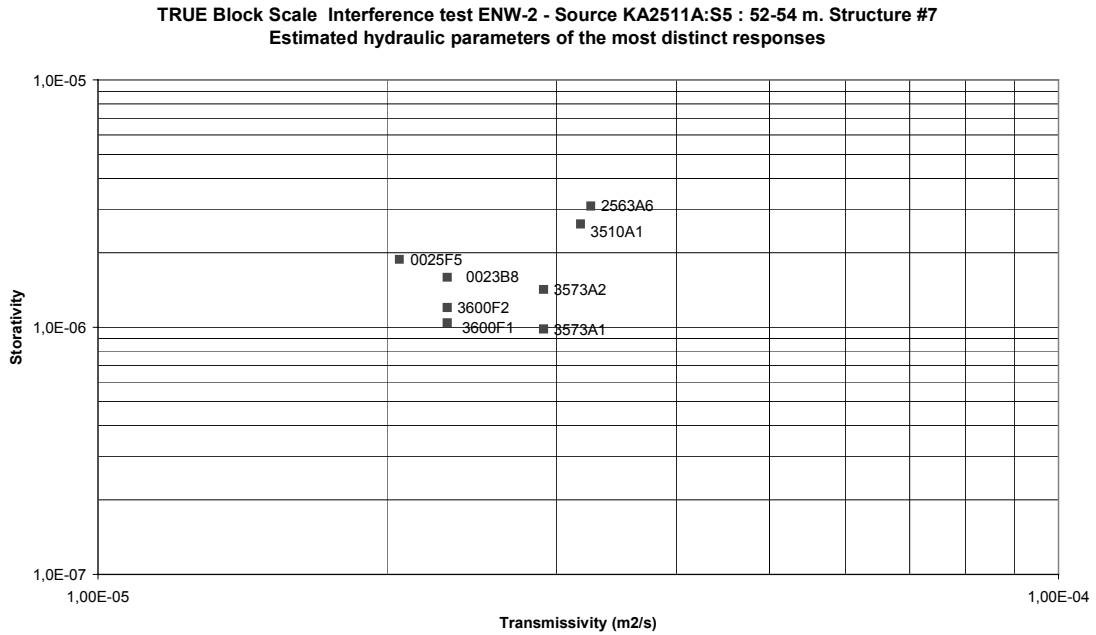 TRUE Block Scale  Interference test ENW-2 - Source KA2511A:S5 : 52-54 m. Structure #7
Estimated hydraulic parameters of the most distinct responses
1,0E-05
2563A6
3510A1
0025F5
0023B8
3573A2
3600F2
1,0E-06
3600F1
3573A1
Storativity
1,0E-07
1,00E-05
1,00E-04
Transmissivity (m2/s)